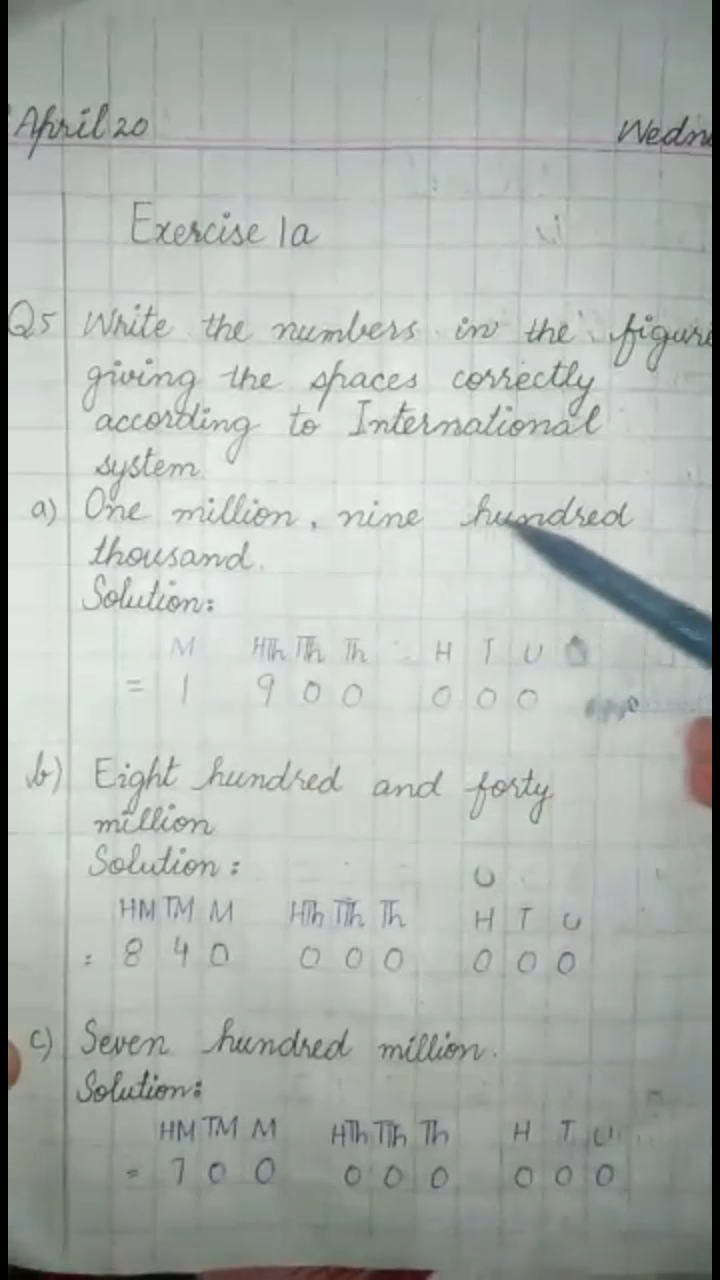 April 20 Wedn
Exercise 1a
Q5 Write the numbers in the figure
giving the spaces correctly
according to International
system.
a) One million, nine hundred
thousand.
Solution:
M HTh TTh Th H T U
= 1 9 0 0 0 0 0
b) Eight hundred and forty
million
Solution:
U
HM TM M HTh TTh Th H T U
: 8 4 0 0 0 0 0 0 0
c) Seven hundred million.
Solution:
HM TM M HTh TTh Th H T U
= 7 0 0 0 0 0 0 0 0